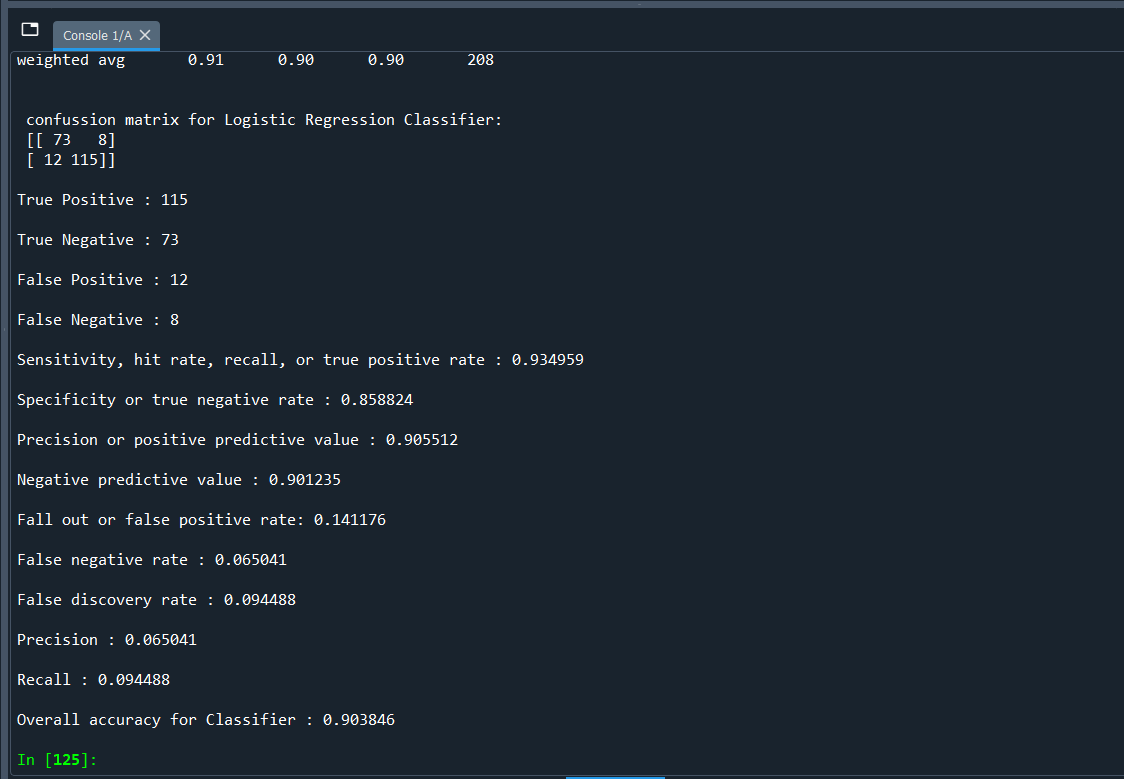 Console 1/A
weighted avg 0.91 0.90 0.90 208
confussion matrix for Logistic Regression Classifier:
[[ 73 8]
[ 12 115]]
True Positive : 115
True Negative : 73
False Positive : 12
False Negative : 8
Sensitivity, hit rate, recall, or true positive rate : 0.934959
Specificity or true negative rate : 0.858824
Precision or positive predictive value : 0.905512
Negative predictive value : 0.901235
Fall out or false positive rate: 0.141176
False negative rate : 0.065041
False discovery rate : 0.094488
Precision : 0.065041
Recall : 0.094488
Overall accuracy for Classifier : 0.903846
In [125]: